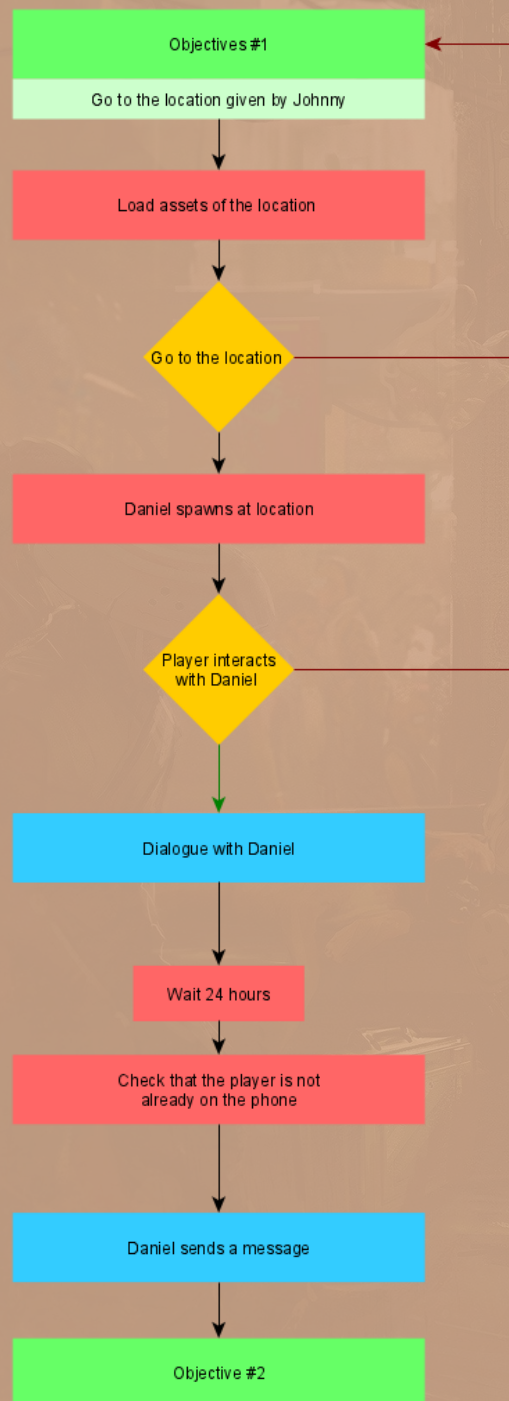 Objectives #1
Go to the location given by Johnny
Load assets of the location
Go to the location
Daniel spawns at location
Player interacts
with Daniel
Dialogue with Daniel
Wait 24 hours
Check that the player is not
already on the phone
Daniel sends a message
Objective #2